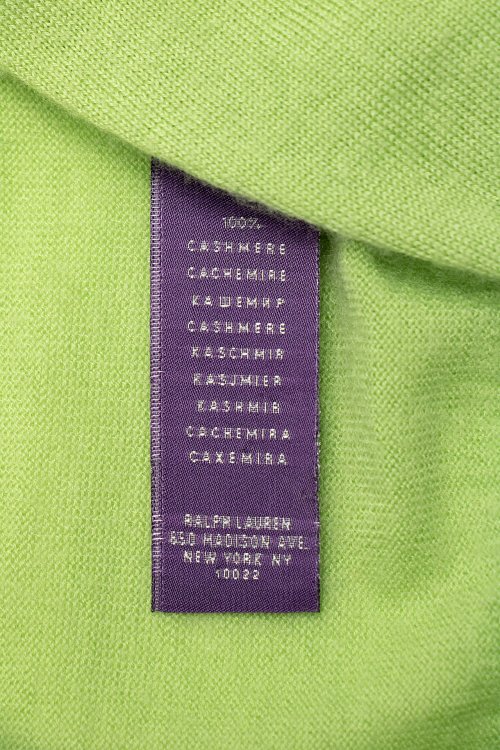 100%
CASHMERE
CACHEMIRE
КАШЕМИР
CASHMERE
KASCHMIR
KASJMIER
KASHMIR
CACHEMIRA
CAXEMIRA
RALPH LAUREN
650 MADISON AVE.
NEW YORK NY
10022